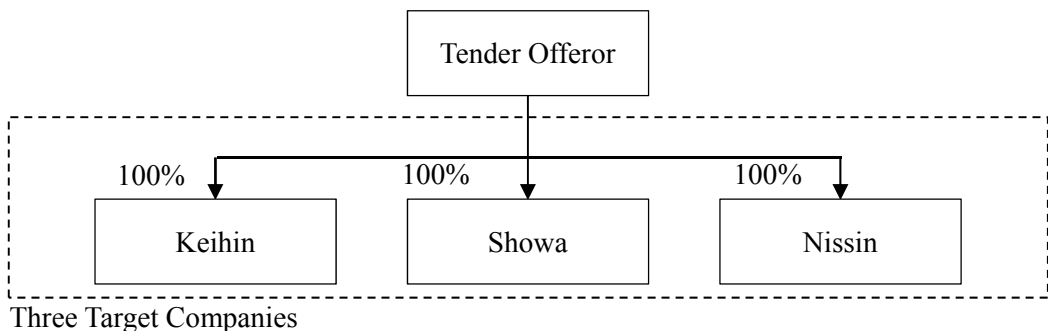 Tender Offeror
100% 100% 100%
Keihin Showa Nissin
Three Target Companies